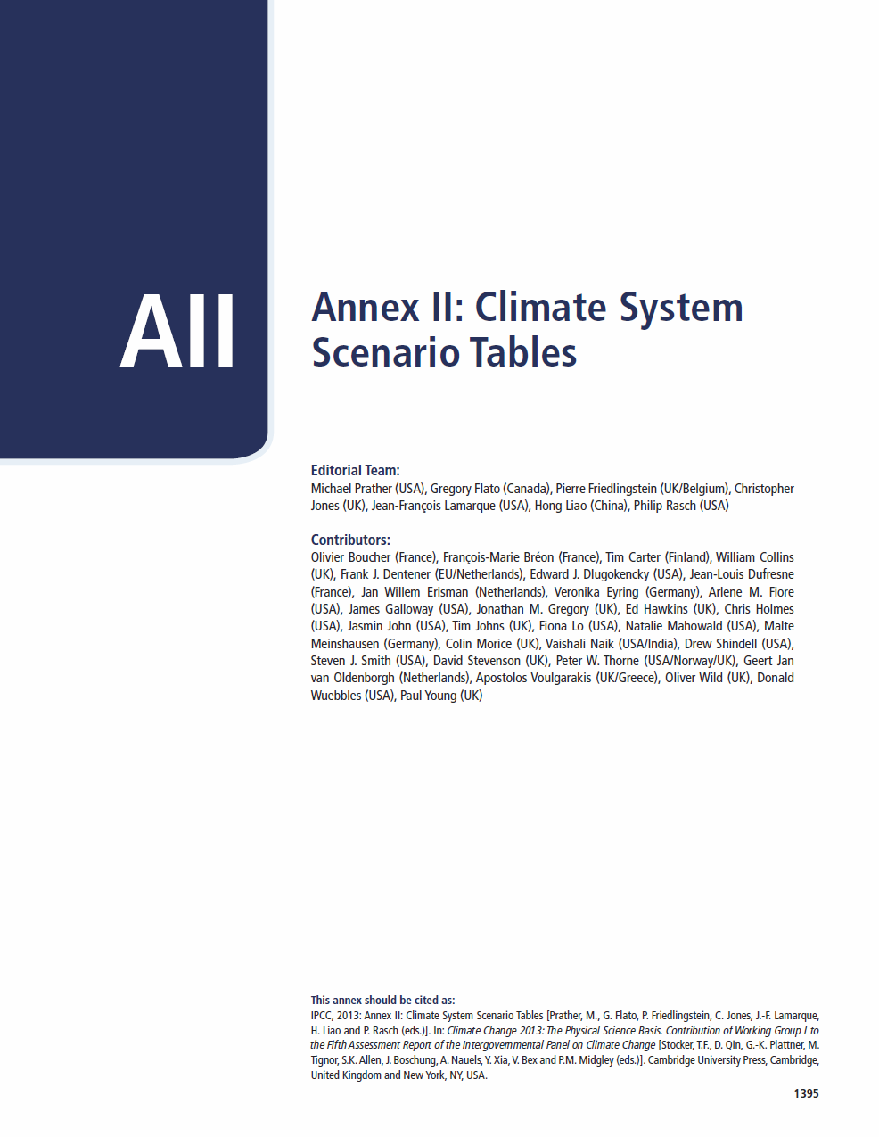 AII
Annex II: Climate System
Scenario Tables
Editorial Team:
Michael Prather (USA), Gregory Flato (Canada), Pierre Friedlingstein (UK/Belgium), Christopher
Jones (UK), Jean-François Lamarque (USA), Hong Liao (China), Philip Rasch (USA)
Contributors:
Olivier Boucher (France), François-Marie Bréon (France), Tim Carter (Finland), William Collins
(UK), Frank J. Dentener (EU/Netherlands), Edward J. Dlugokencky (USA), Jean-Louis Dufresne
(France), Jan Willem Erisman (Netherlands), Veronika Eyring (Germany), Arlene M. Fiore
(USA), James Galloway (USA), Jonathan M. Gregory (UK), Ed Hawkins (UK), Chris Holmes
(USA), Jasmin John (USA), Tim Johns (UK), Fiona Lo (USA), Natalie Mahowald (USA), Malte
Meinshausen (Germany), Colin Morice (UK), Vaishali Naik (USA/India), Drew Shindell (USA),
Steven J. Smith (USA), David Stevenson (UK), Peter W. Thorne (USA/Norway/UK), Geert Jan
van Oldenborgh (Netherlands), Apostolos Voulgarakis (UK/Greece), Oliver Wild (UK), Donald
Wuebbles (USA), Paul Young (UK)
This annex should be cited as:
IPCC, 2013: Annex II: Climate System Scenario Tables [Prather, M., G. Flato, P. Friedlingstein, C. Jones, J.-F. Lamarque,
H. Liao and P. Rasch (eds.)]. In: Climate Change 2013: The Physical Science Basis. Contribution of Working Group I to
the Fifth Assessment Report of the Intergovernmental Panel on Climate Change [Stocker, T.F., D. Qin, G.-K. Plattner, M.
Tignor, S.K. Allen, J. Boschung, A. Nauels, Y. Xia, V. Bex and P.M. Midgley (eds.)]. Cambridge University Press, Cambridge,
United Kingdom and New York, NY, USA.
1395